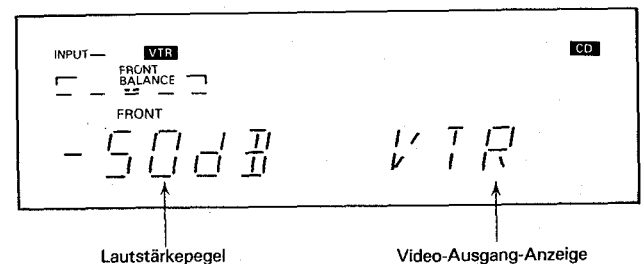 INPUT— VTR CD
FRONT
BALANCE
FRONT
-50dB VTR
Lautstärkepegel Video-Ausgang-Anzeige